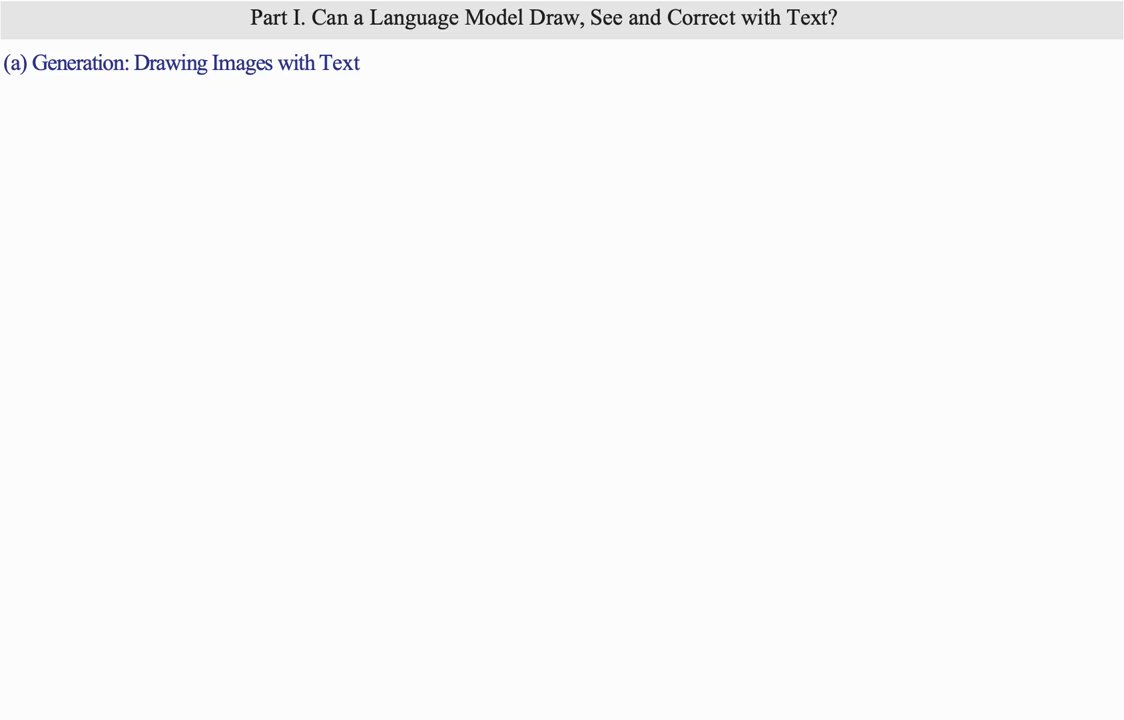 Part I. Can a Language Model Draw, See and Correct with Text?
(a) Generation: Drawing Images with Text